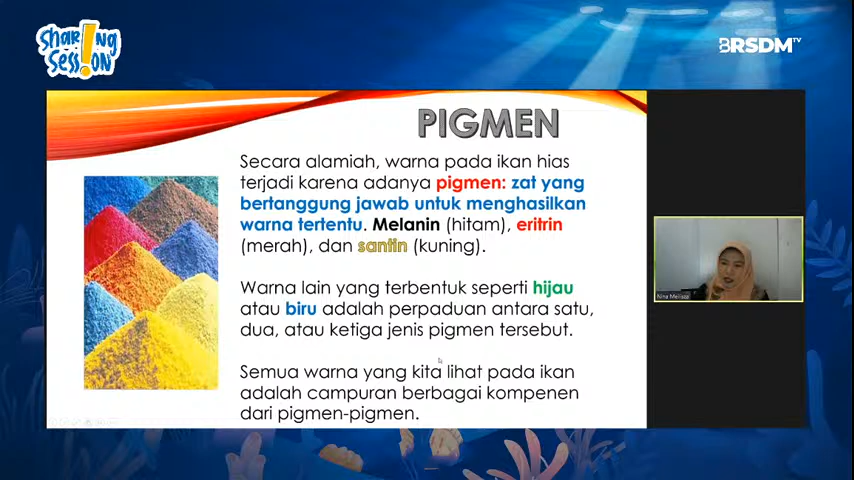 Sharing
Session
BRSDM TV
PIGMEN
Secara alamiah, warna pada ikan hias
terjadi karena adanya pigmen: zat yang
bertanggung jawab untuk menghasilkan
warna tertentu. Melanin (hitam), eritrin
(merah), dan santin (kuning).
Warna lain yang terbentuk seperti hijau
atau biru adalah perpaduan antara satu,
dua, atau ketiga jenis pigmen tersebut.
Semua warna yang kita lihat pada ikan
adalah campuran berbagai kompenen
dari pigmen-pigmen.
Nina Melissa